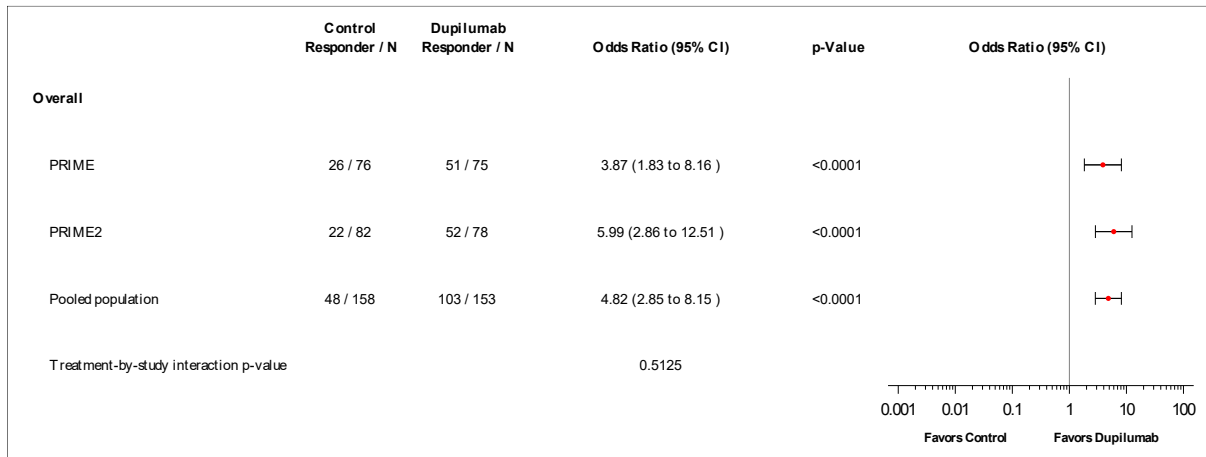 Control Responder / N Dupilumab Responder / N Odds Ratio (95% CI) p-Value Odds Ratio (95% CI)
Overall
PRIME 26 / 76 51 / 75 3.87 (1.83 to 8.16 ) <0.0001
PRIME2 22 / 82 52 / 78 5.99 (2.86 to 12.51 ) <0.0001
Pooled population 48 / 158 103 / 153 4.82 (2.85 to 8.15 ) <0.0001
Treatment-by-study interaction p-value 0.5125
0.001 0.01 0.1 1 10 100
Favors Control Favors Dupilumab